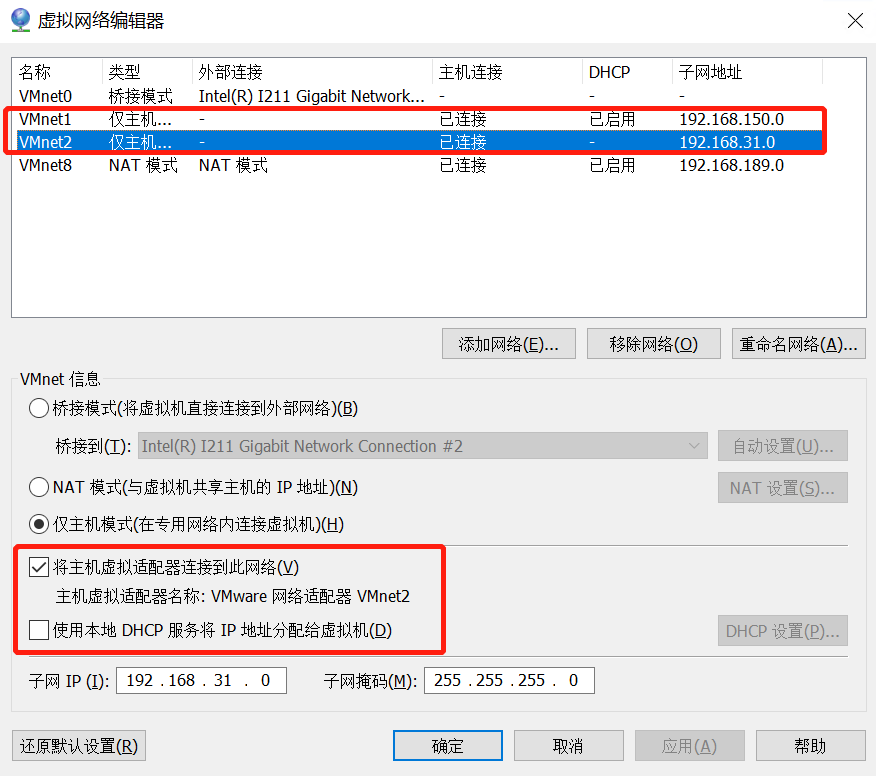 虚拟网络编辑器
名称 类型 外部连接 主机连接 DHCP 子网地址
VMnet0 桥接模式 Intel(R) I211 Gigabit Network... - - -
VMnet1 仅主机... - 已连接 已启用 192.168.150.0
VMnet2 仅主机... - 已连接 - 192.168.31.0
VMnet8 NAT 模式 NAT 模式 已连接 已启用 192.168.189.0
添加网络(E)... 移除网络(O) 重命名网络(A)...
VMnet 信息
桥接模式(将虚拟机直接连接到外部网络)(B)
桥接到(T): Intel(R) I211 Gigabit Network Connection #2 自动设置(U)...
NAT 模式(与虚拟机共享主机的 IP 地址)(N) NAT 设置(S)...
仅主机模式(在专用网络内连接虚拟机)(H)
将主机虚拟适配器连接到此网络(V)
主机虚拟适配器名称: VMware 网络适配器 VMnet2
使用本地 DHCP 服务将 IP 地址分配给虚拟机(D) DHCP 设置(P)...
子网 IP (I): 192 . 168 . 31 . 0 子网掩码(M): 255 . 255 . 255 . 0
还原默认设置(R) 确定 取消 应用(A) 帮助